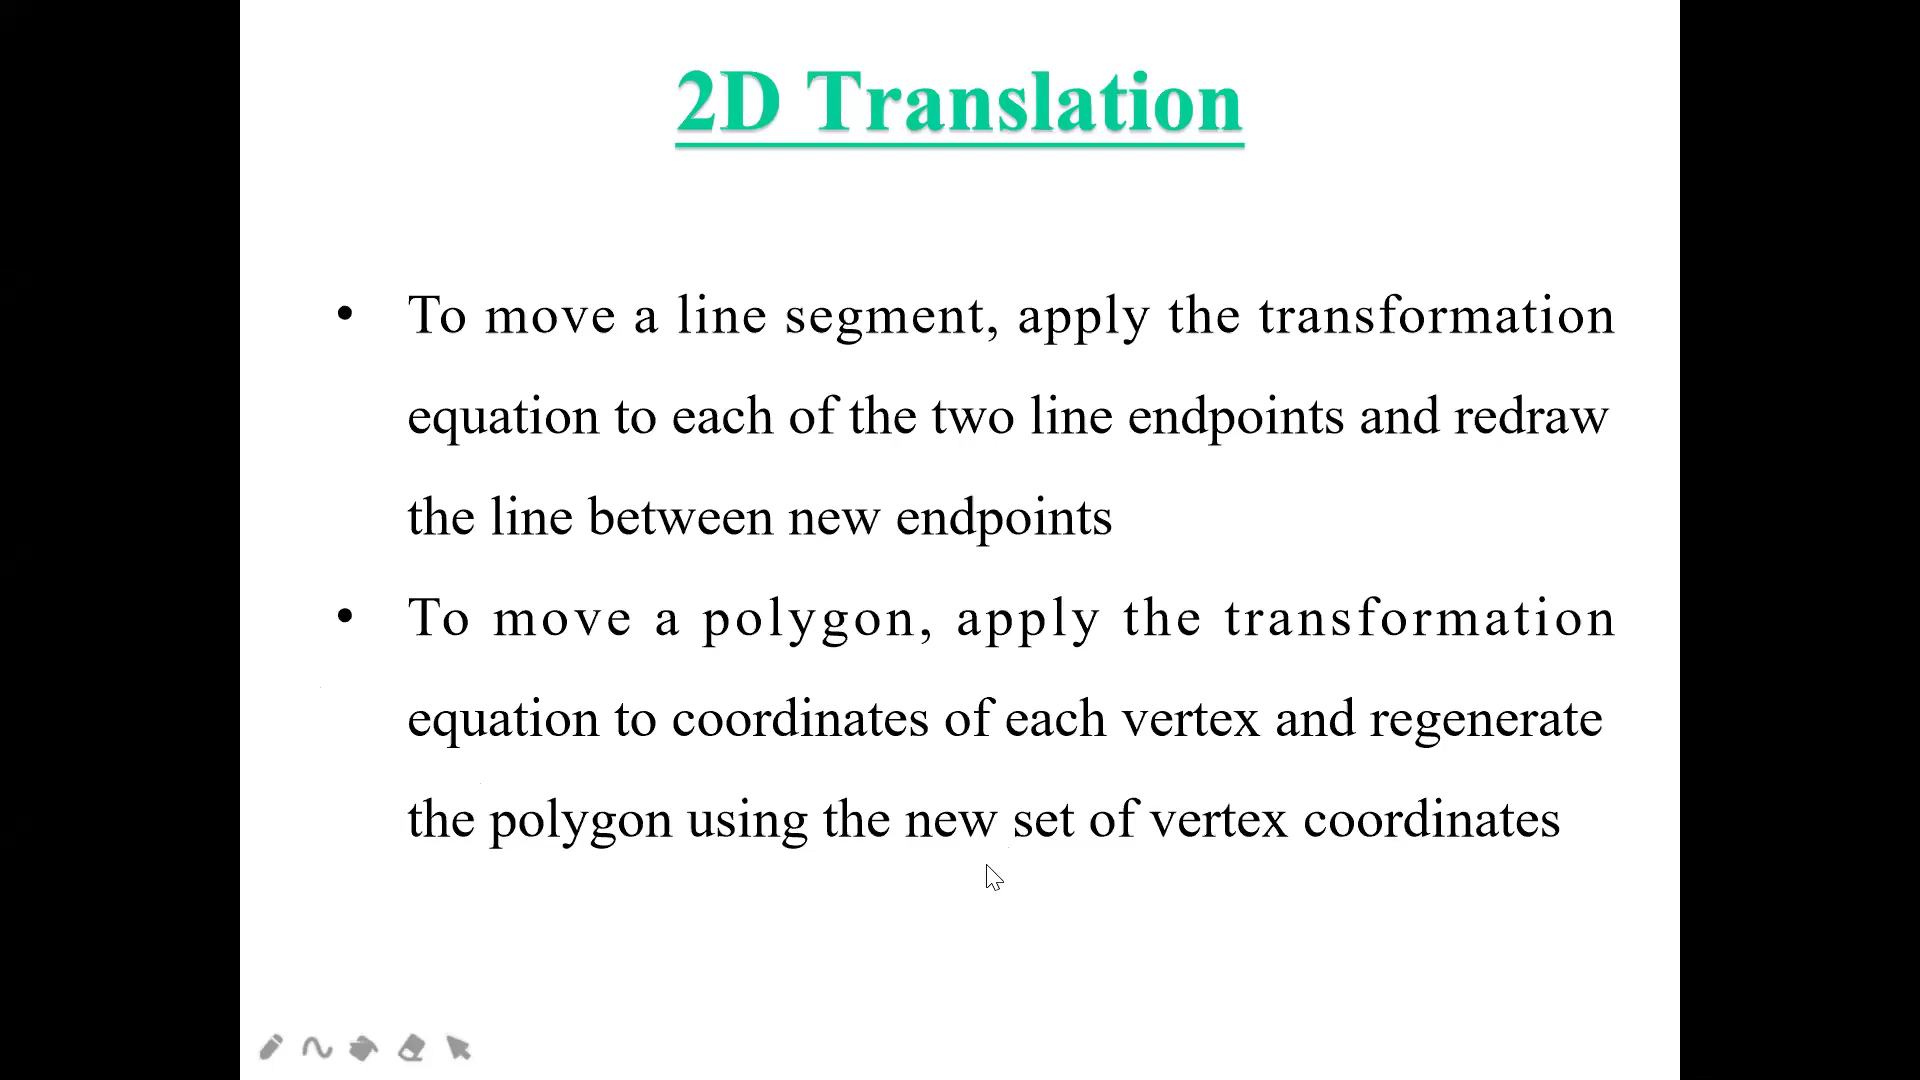 2D Translation
• To move a line segment, apply the transformation
equation to each of the two line endpoints and redraw
the line between new endpoints
• To move a polygon, apply the transformation
equation to coordinates of each vertex and regenerate
the polygon using the new set of vertex coordinates